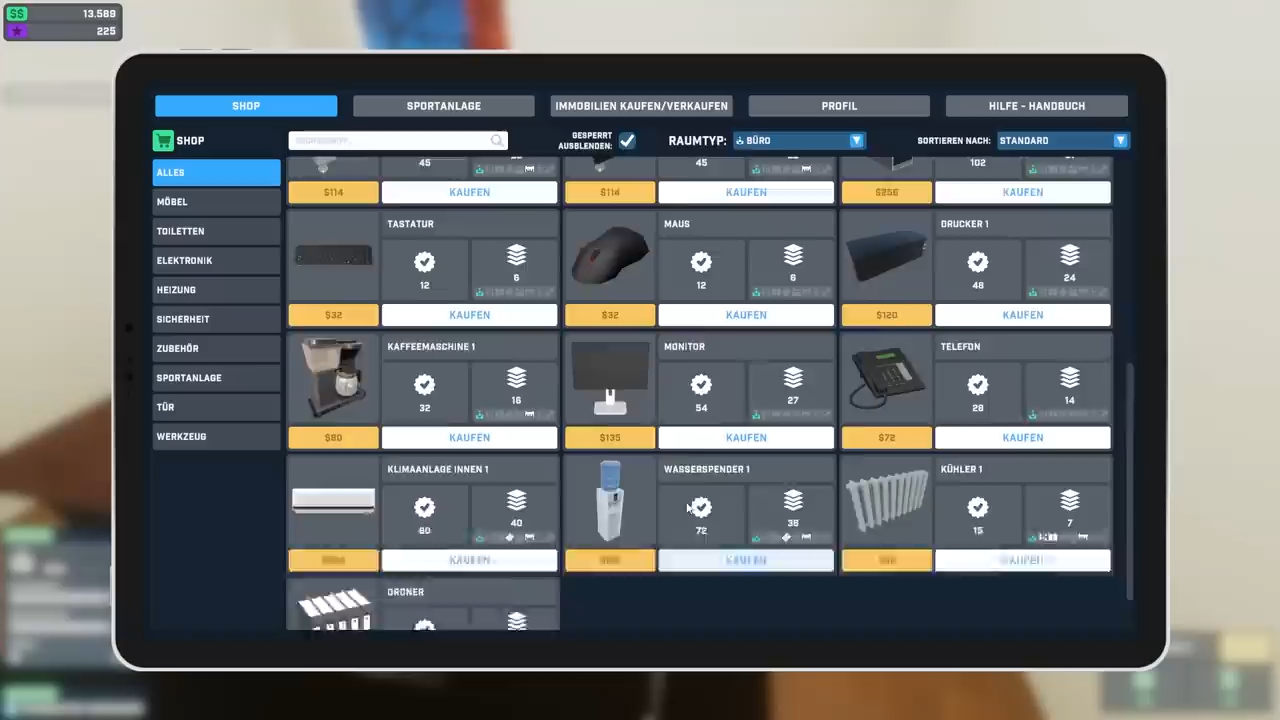 $$ 13.589
225
SHOP SPORTANLAGE IMMOBILIEN KAUFEN/VERKAUFEN PROFIL HILFE - HANDBUCH
SHOP
GESPERRT AUSBLENDEN:
RAUMTYP: BÜRO
SORTIEREN NACH: STANDARD
ALLES
MÖBEL
TOILETTEN
ELEKTRONIK
HEIZUNG
SICHERHEIT
ZUBEHÖR
SPORTANLAGE
TÜR
WERKZEUG
45 45 102
$114 KAUFEN $114 KAUFEN $256 KAUFEN
TASTATUR MAUS DRUCKER 1
12 6 12 6 48 24
$32 KAUFEN $32 KAUFEN $120 KAUFEN
KAFFEEMASCHINE 1 MONITOR TELEFON
32 16 54 27 28 14
$80 KAUFEN $135 KAUFEN $72 KAUFEN
KLIMAANLAGE INNEN 1 WASSERSPENDER 1 KÜHLER 1
80 40 72 36 15 7
KAUFEN KAUFEN KAUFEN
ORDNER